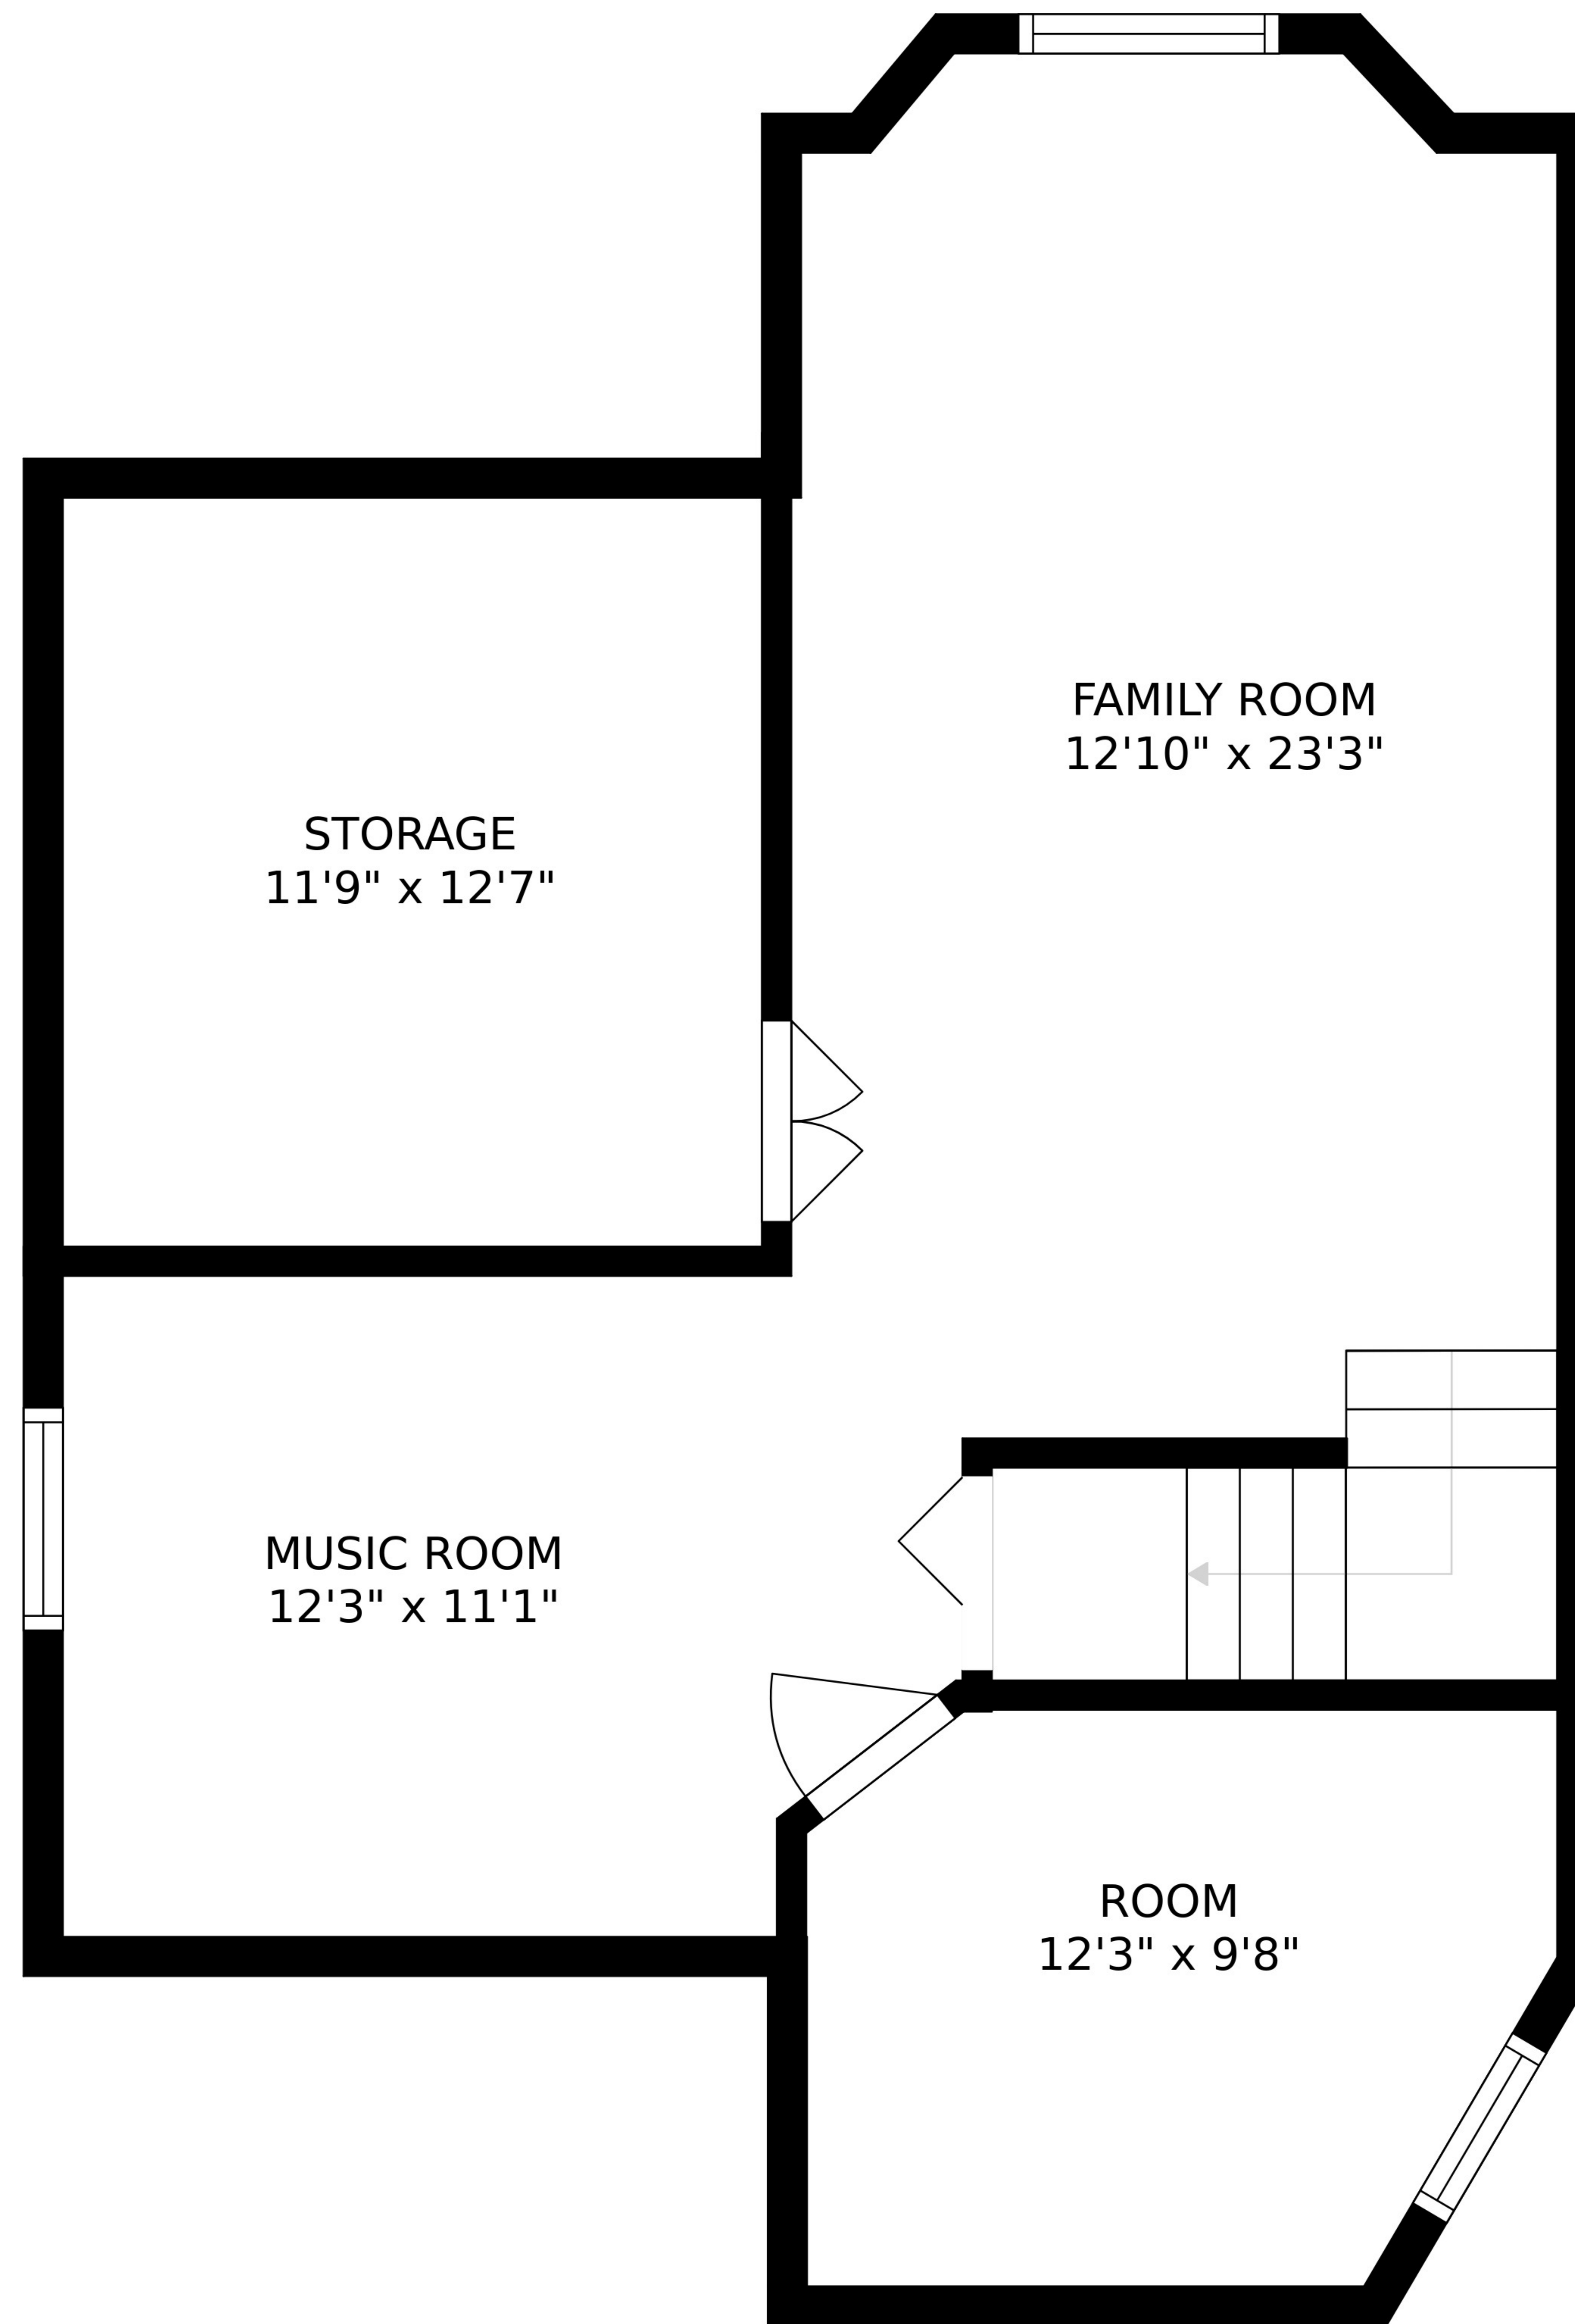 FAMILY ROOM
12'10" x 23'3"
STORAGE
11'9" x 12'7"
MUSIC ROOM
12'3" x 11'1"
ROOM
12'3" x 9'8"